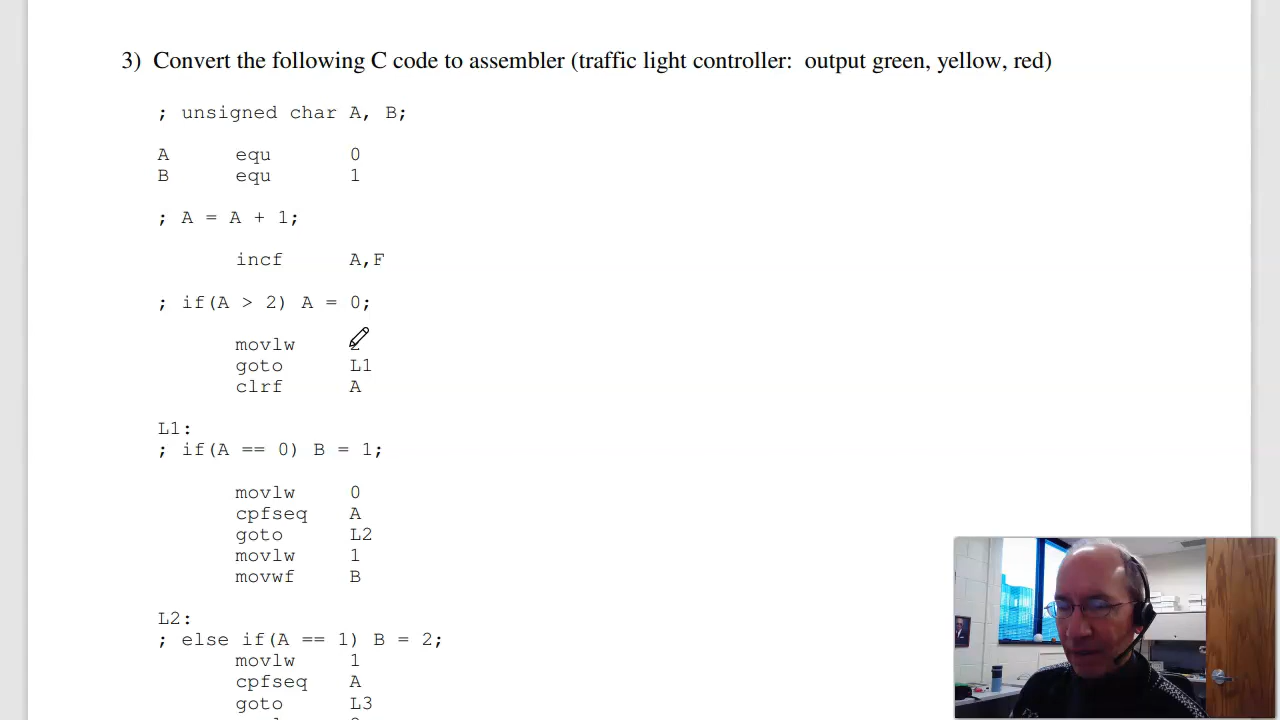 3) Convert the following C code to assembler (traffic light controller: output green, yellow, red)
; unsigned char A, B;
A equ 0
B equ 1
; A = A + 1;
incf A,F
; if(A > 2) A = 0;
movlw
goto L1
clrf A
L1:
; if(A == 0) B = 1;
movlw 0
cpfseq A
goto L2
movlw 1
movwf B
L2:
; else if(A == 1) B = 2;
movlw 1
cpfseq A
goto L3